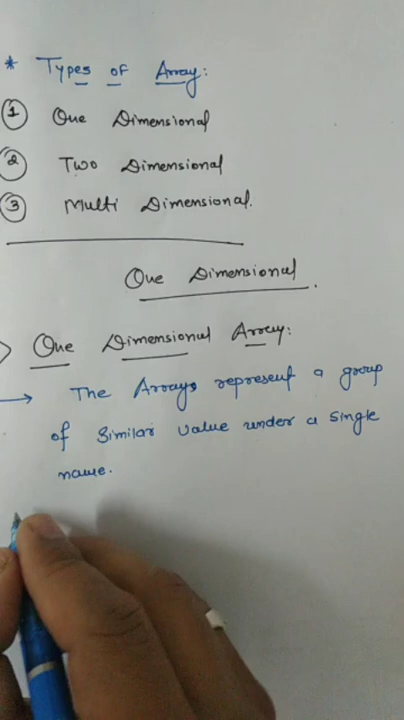 * Types of Array:
① One Dimensional
② Two Dimensional
③ Multi Dimensional.
One Dimensional.
One Dimensional Array:
→ The Arrays represent a group
of similar value under a single
name.